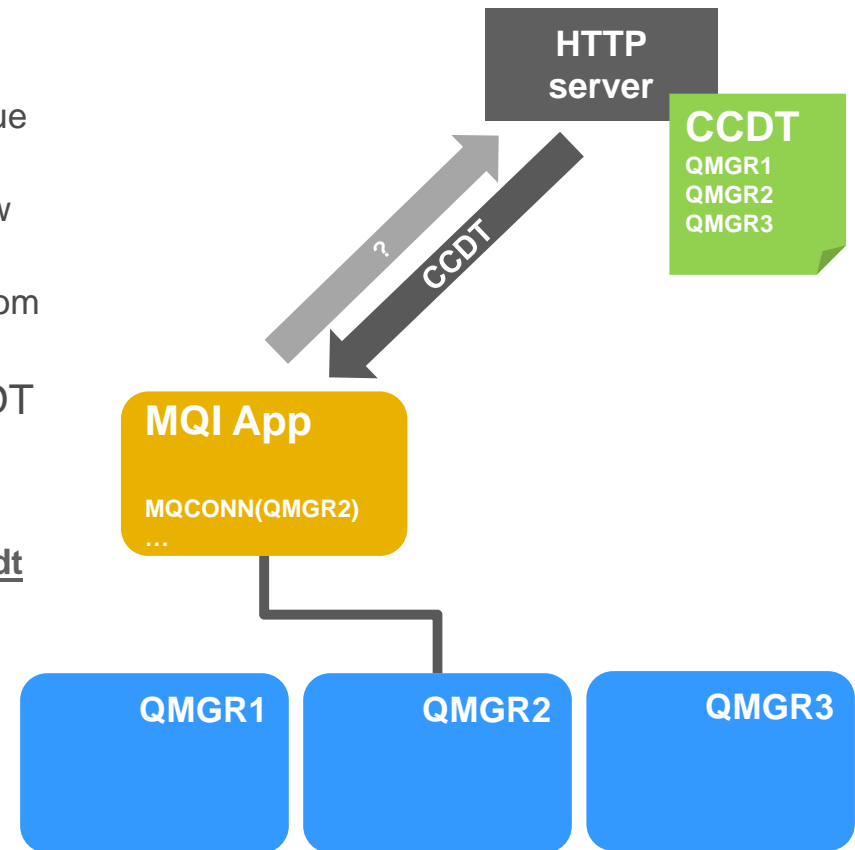 HTTP
server
CCDT
QMGR1
QMGR2
QMGR3
?
CCDT
MQI App
MQCONN(QMGR2)
…
QMGR1
QMGR2
QMGR3